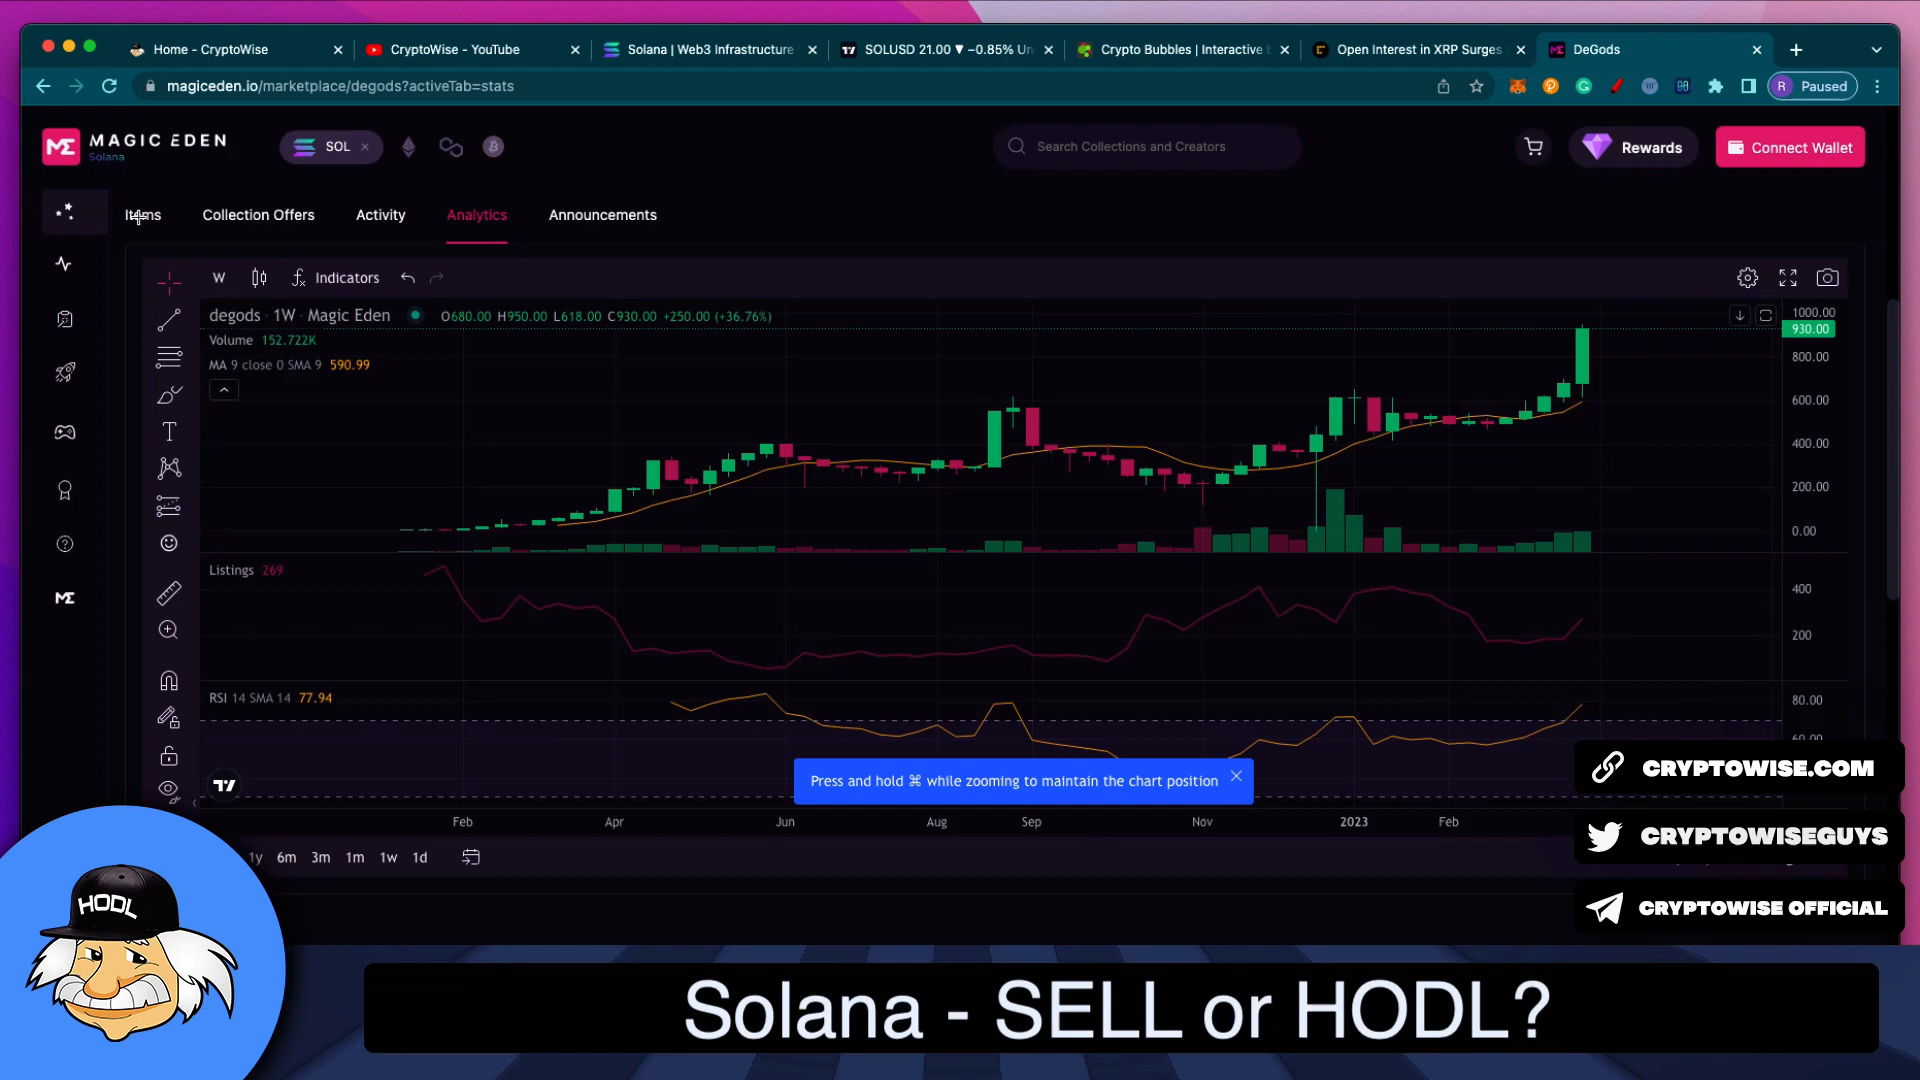 Home - CryptoWise
CryptoWise - YouTube
Solana | Web3 Infrastructure
SOLUSD 21.00 ▼ −0.85% Un
Crypto Bubbles | Interactive b
Open Interest in XRP Surges
DeGods
magiceden.io/marketplace/degods?activeTab=stats
R Paused
MAGIC EDEN
Solana
SOL
Search Collections and Creators
Rewards
Connect Wallet
Items
Collection Offers
Activity
Analytics
Announcements
W
Indicators
degods · 1W · Magic Eden
O680.00 H950.00 L618.00 C930.00 +250.00 (+36.76%)
Volume 152.722K
MA 9 close 0 SMA 9 590.99
1000.00
930.00
800.00
600.00
400.00
200.00
0.00
Listings 269
400
200
RSI 14 SMA 14 77.94
80.00
60.00
Press and hold ⌘ while zooming to maintain the chart position
Feb
Apr
Jun
Aug
Sep
Nov
2023
Feb
1y
6m
3m
1m
1w
1d
CRYPTOWISE.COM
CRYPTOWISEGUYS
CRYPTOWISE OFFICIAL
HODL
Solana - SELL or HODL?